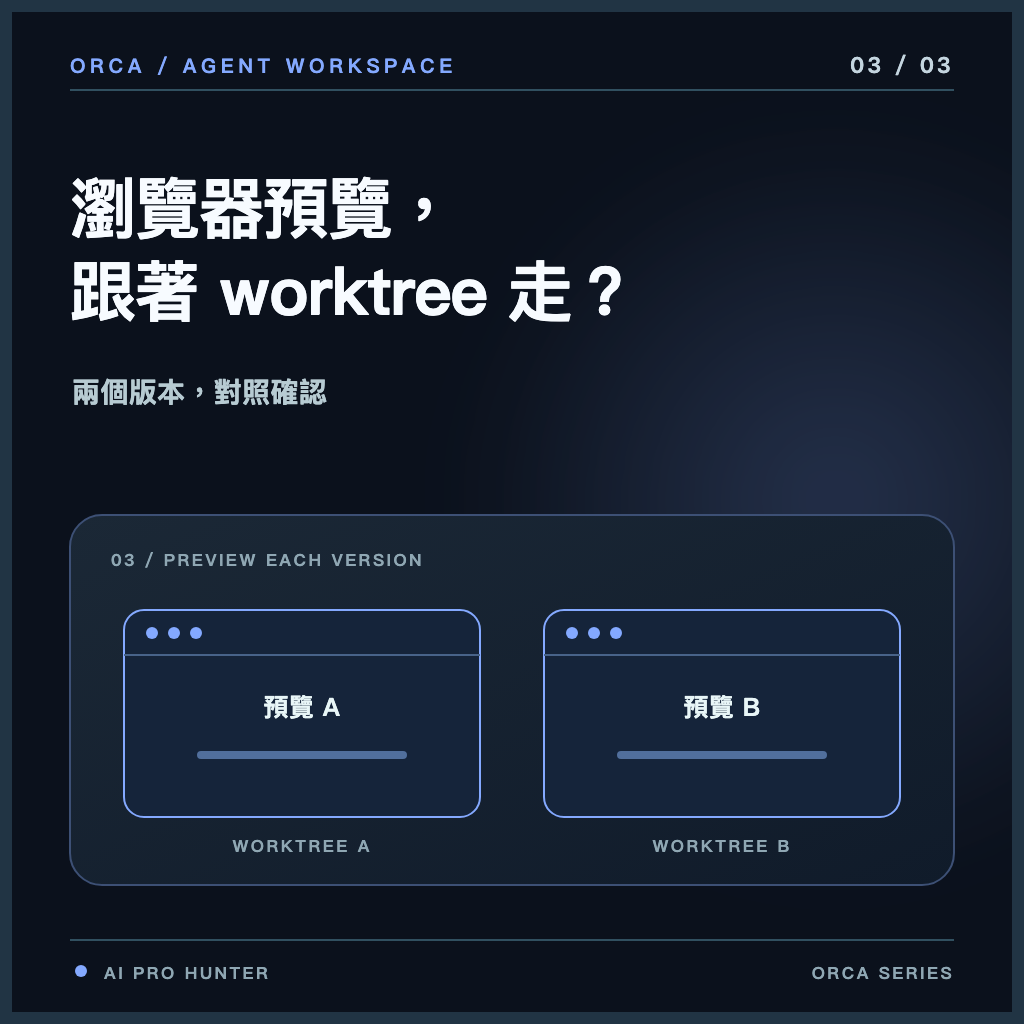 ORCA / AGENT WORKSPACE
03 / 03
瀏覽器預覽，
跟著 worktree 走？
兩個版本，對照確認
03 / PREVIEW EACH VERSION
預覽 A
預覽 B
WORKTREE A
WORKTREE B
AI PRO HUNTER
ORCA SERIES